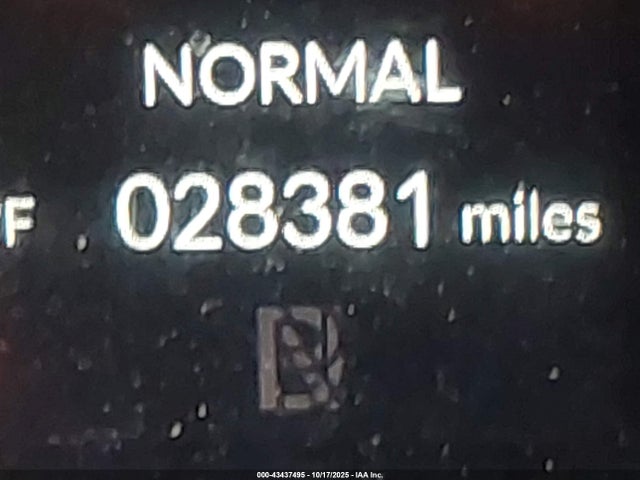 NORMAL
028381 miles
°F
000-43437495 - 10/17/2025 - IAA Inc.